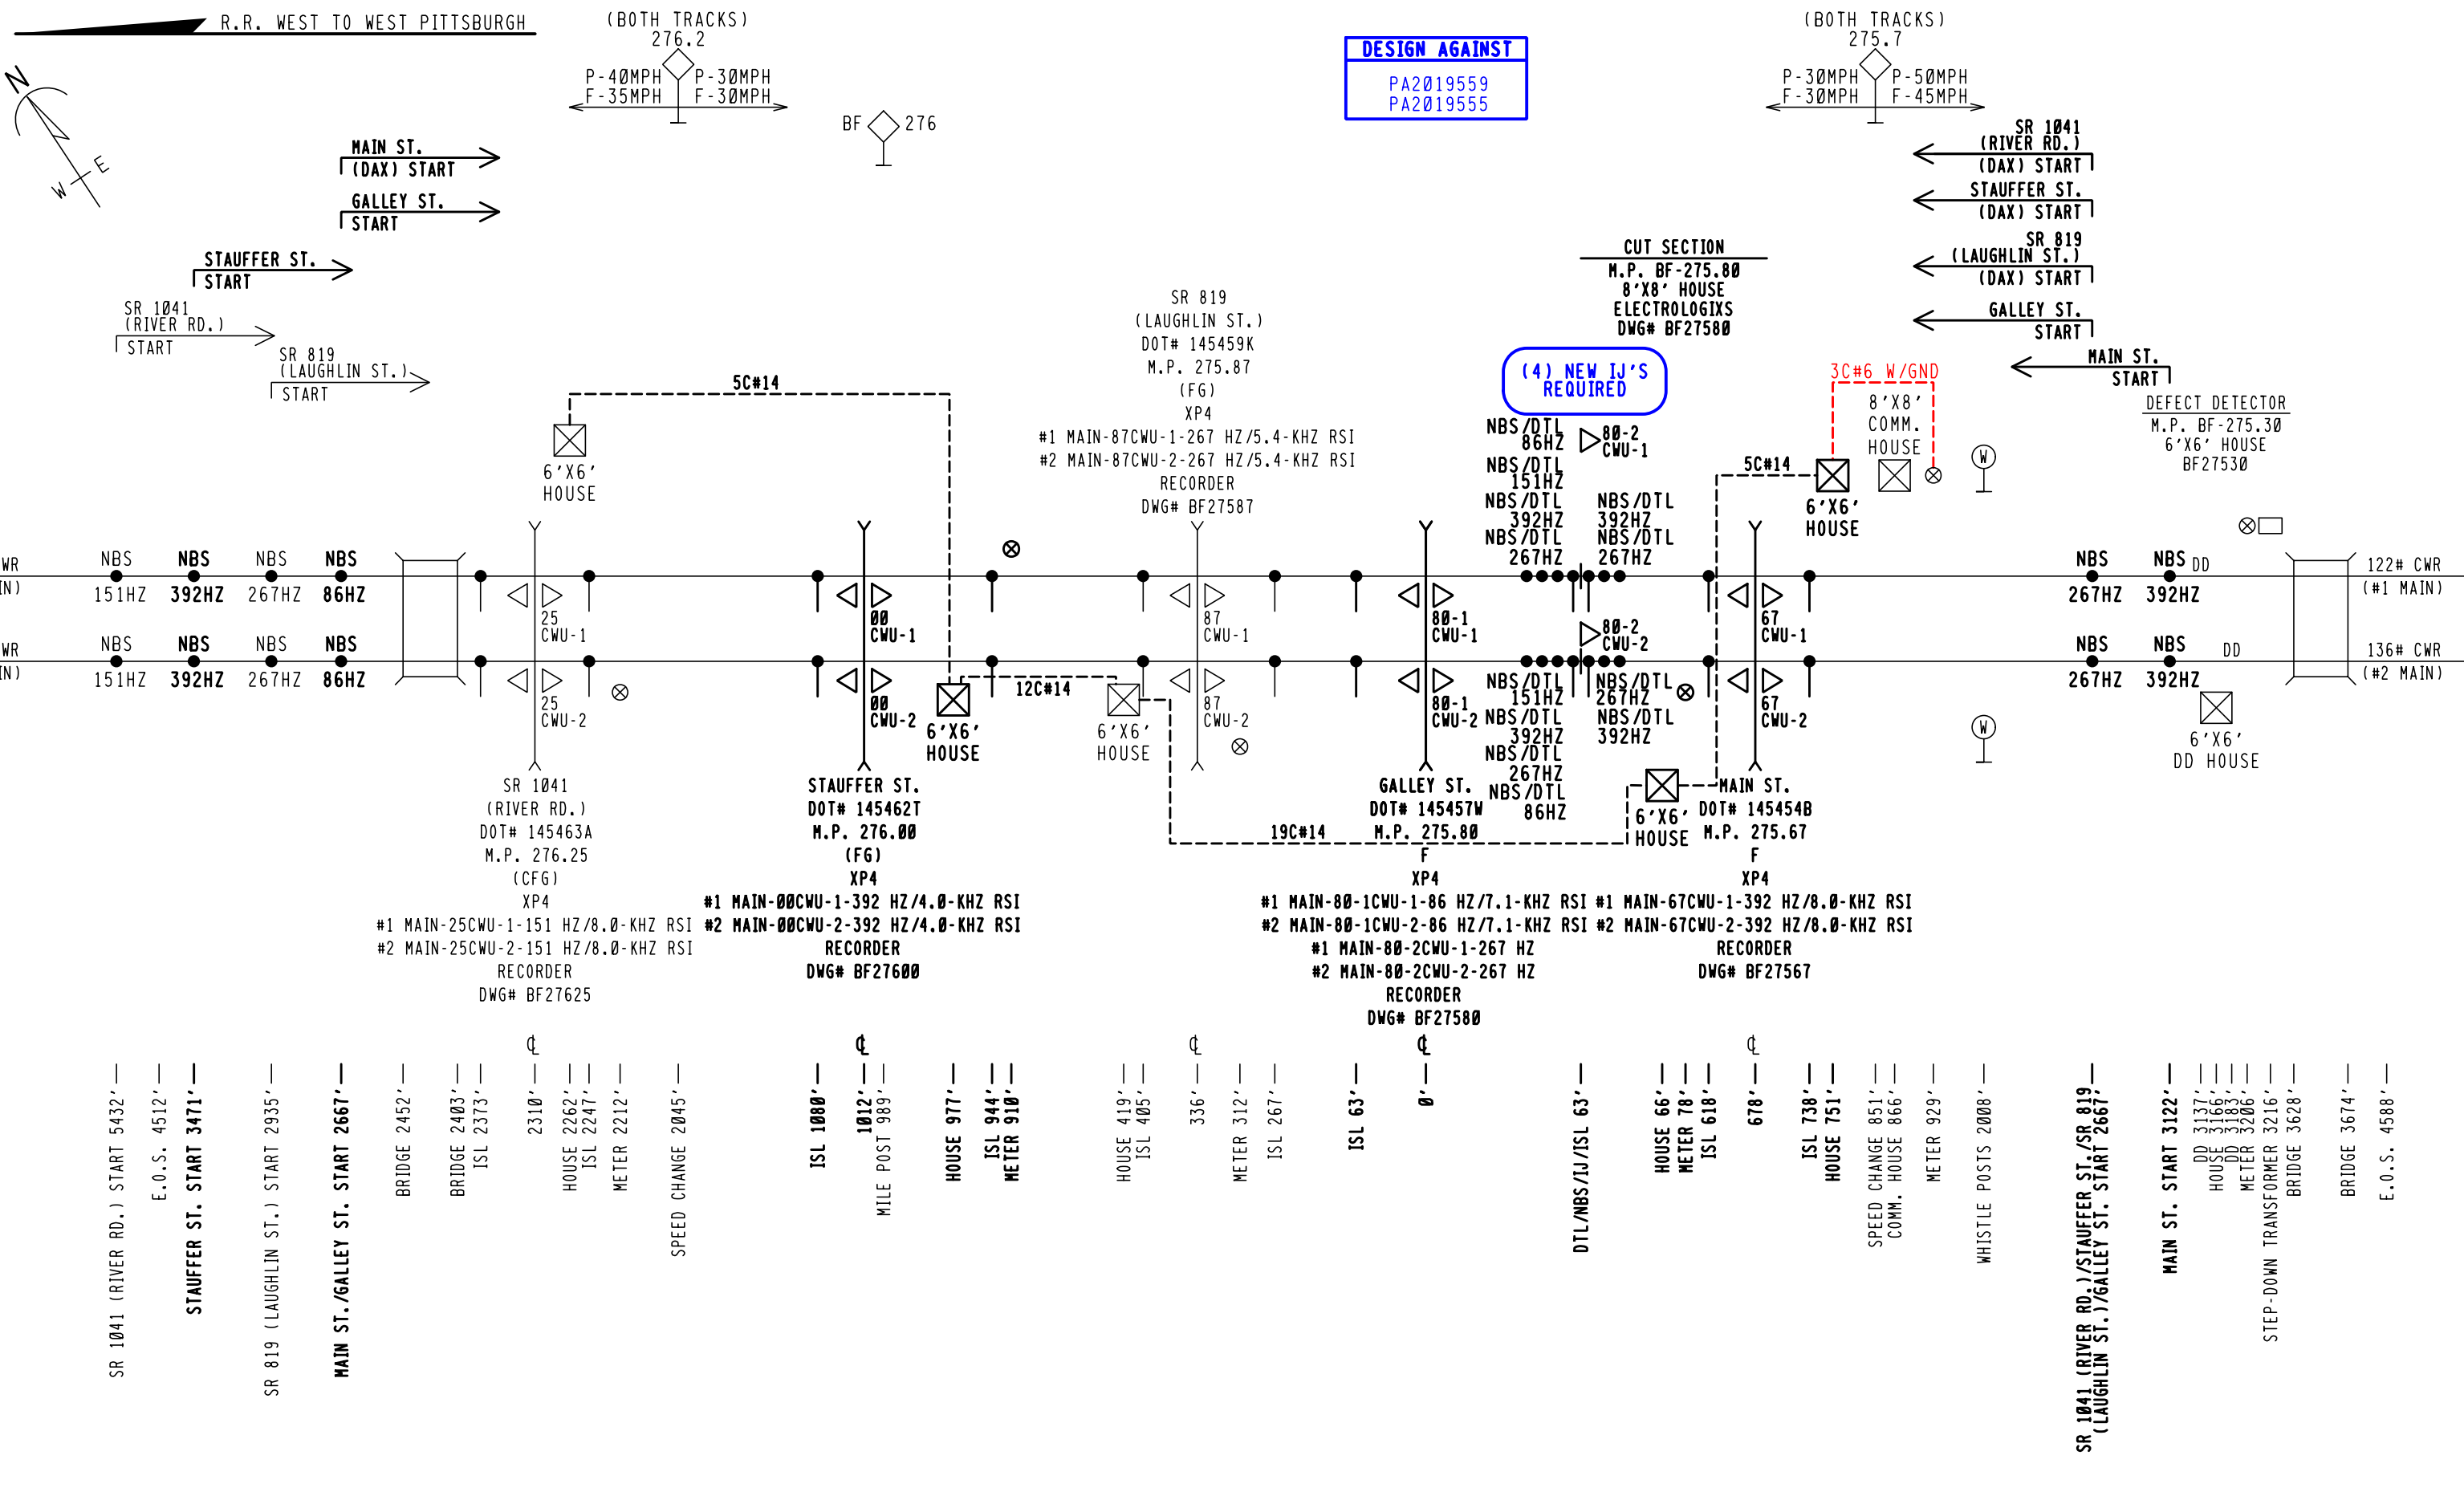 R.R. WEST TO WEST PITTSBURGH
N
W
E
(BOTH TRACKS)
276.2
P-40MPH P-30MPH
F-35MPH F-30MPH
BF 276
DESIGN AGAINST
PA2019559
PA2019555
(BOTH TRACKS)
275.7
P-30MPH P-50MPH
F-30MPH F-45MPH
MAIN ST.
(DAX) START
GALLEY ST.
START
STAUFFER ST.
START
SR 1041
(RIVER RD.)
START
SR 819
(LAUGHLIN ST.)
START
SR 1041
(RIVER RD.)
(DAX) START
STAUFFER ST.
(DAX) START
SR 819
(LAUGHLIN ST.)
(DAX) START
GALLEY ST.
START
MAIN ST.
START
DEFECT DETECTOR
M.P. BF-275.30
6'X6' HOUSE
BF27530
CUT SECTION
M.P. BF-275.80
8'X8' HOUSE
ELECTROLOGIXS
DWG# BF27580
(4) NEW IJ'S
REQUIRED
SR 819
(LAUGHLIN ST.)
DOT# 145459K
M.P. 275.87
(FG)
XP4
#1 MAIN-87CWU-1-267 HZ/5.4-KHZ RSI
#2 MAIN-87CWU-2-267 HZ/5.4-KHZ RSI
RECORDER
DWG# BF27587
5C#14
6'X6'
HOUSE
3C#6 W/GND
8'X8'
COMM.
HOUSE
5C#14
6'X6'
HOUSE
W
NBS/DTL
86HZ
80-2
CWU-1
NBS/DTL
151HZ
NBS/DTL
392HZ
NBS/DTL
392HZ
NBS/DTL
267HZ
NBS/DTL
267HZ
WR
IN)
NBS NBS NBS NBS
151HZ 392HZ 267HZ 86HZ
25
CWU-1
00
CWU-1
87
CWU-1
80-1
CWU-1
67
CWU-1
NBS NBS DD
267HZ 392HZ
122# CWR
(#1 MAIN)
80-2
CWU-2
WR
IN)
NBS NBS NBS NBS
151HZ 392HZ 267HZ 86HZ
25
CWU-2
00
CWU-2
87
CWU-2
80-1
CWU-2
67
CWU-2
NBS NBS DD
267HZ 392HZ
136# CWR
(#2 MAIN)
NBS/DTL
151HZ
NBS/DTL
267HZ
NBS/DTL
392HZ
NBS/DTL
392HZ
NBS/DTL
267HZ
NBS/DTL
86HZ
12C#14
6'X6'
HOUSE
6'X6'
HOUSE
19C#14
6'X6'
HOUSE
W
6'X6'
DD HOUSE
SR 1041
(RIVER RD.)
DOT# 145463A
M.P. 276.25
(CFG)
XP4
#1 MAIN-25CWU-1-151 HZ/8.0-KHZ RSI
#2 MAIN-25CWU-2-151 HZ/8.0-KHZ RSI
RECORDER
DWG# BF27625
STAUFFER ST.
DOT# 145462T
M.P. 276.00
(FG)
XP4
#1 MAIN-00CWU-1-392 HZ/4.0-KHZ RSI
#2 MAIN-00CWU-2-392 HZ/4.0-KHZ RSI
RECORDER
DWG# BF27600
GALLEY ST.
DOT# 145457W
M.P. 275.80
F
XP4
#1 MAIN-80-1CWU-1-86 HZ/7.1-KHZ RSI
#2 MAIN-80-1CWU-2-86 HZ/7.1-KHZ RSI
#1 MAIN-80-2CWU-1-267 HZ
#2 MAIN-80-2CWU-2-267 HZ
RECORDER
DWG# BF27580
MAIN ST.
DOT# 145454B
M.P. 275.67
F
XP4
#1 MAIN-67CWU-1-392 HZ/8.0-KHZ RSI
#2 MAIN-67CWU-2-392 HZ/8.0-KHZ RSI
RECORDER
DWG# BF27567
℄ ℄ ℄ ℄ ℄
SR 1041 (RIVER RD.) START 5432'
E.O.S. 4512'
STAUFFER ST. START 3471'
SR 819 (LAUGHLIN ST.) START 2935'
MAIN ST./GALLEY ST. START 2667'
BRIDGE 2452'
BRIDGE 2403'
ISL 2373'
2310'
HOUSE 2262'
ISL 2247'
METER 2212'
SPEED CHANGE 2045'
ISL 1080'
1012'
MILE POST 989'
HOUSE 977'
ISL 944'
METER 910'
HOUSE 419'
ISL 405'
336'
METER 312'
ISL 267'
ISL 63'
0'
DTL/NBS/IJ/ISL 63'
HOUSE 66'
METER 78'
ISL 618'
678'
ISL 738'
HOUSE 751'
SPEED CHANGE 851'
COMM. HOUSE 866'
METER 929'
WHISTLE POSTS 2008'
SR 1041 (RIVER RD.)/STAUFFER ST./SR 819
(LAUGHLIN ST.)/GALLEY ST. START 2667'
MAIN ST. START 3122'
DD 3137'
HOUSE 3166'
DD 3183'
METER 3206'
STEP-DOWN TRANSFORMER 3216'
BRIDGE 3628'
BRIDGE 3674'
E.O.S. 4588'